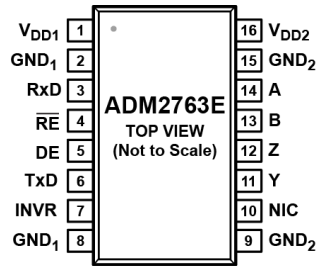 VDD1 1 16 VDD2
GND1 2 15 GND2
RxD 3 14 A
RE 4 13 B
DE 5 12 Z
TxD 6 11 Y
INVR 7 10 NIC
GND1 8 9 GND2
ADM2763E
TOP VIEW
(Not to Scale)